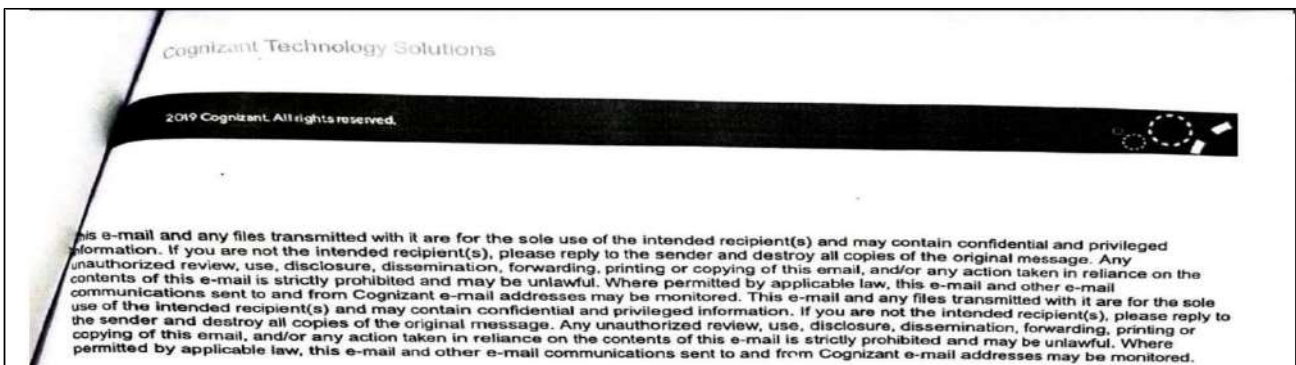 Cognizant Technology Solutions
2019 Cognizant. All rights reserved.
his e-mail and any files transmitted with it are for the sole use of the intended recipient(s) and may contain confidential and privileged
nformation. If you are not the intended recipient(s), please reply to the sender and destroy all copies of the original message. Any
unauthorized review, use, disclosure, dissemination, forwarding, printing or copying of this email, and/or any action taken in reliance on the
contents of this e-mail is strictly prohibited and may be unlawful. Where permitted by applicable law, this e-mail and other e-mail
communications sent to and from Cognizant e-mail addresses may be monitored. This e-mail and any files transmitted with it are for the sole
use of the intended recipient(s) and may contain confidential and privileged information. If you are not the intended recipient(s), please reply to
the sender and destroy all copies of the original message. Any unauthorized review, use, disclosure, dissemination, forwarding, printing or
copying of this email, and/or any action taken in reliance on the contents of this e-mail is strictly prohibited and may be unlawful. Where
permitted by applicable law, this e-mail and other e-mail communications sent to and from Cognizant e-mail addresses may be monitored.